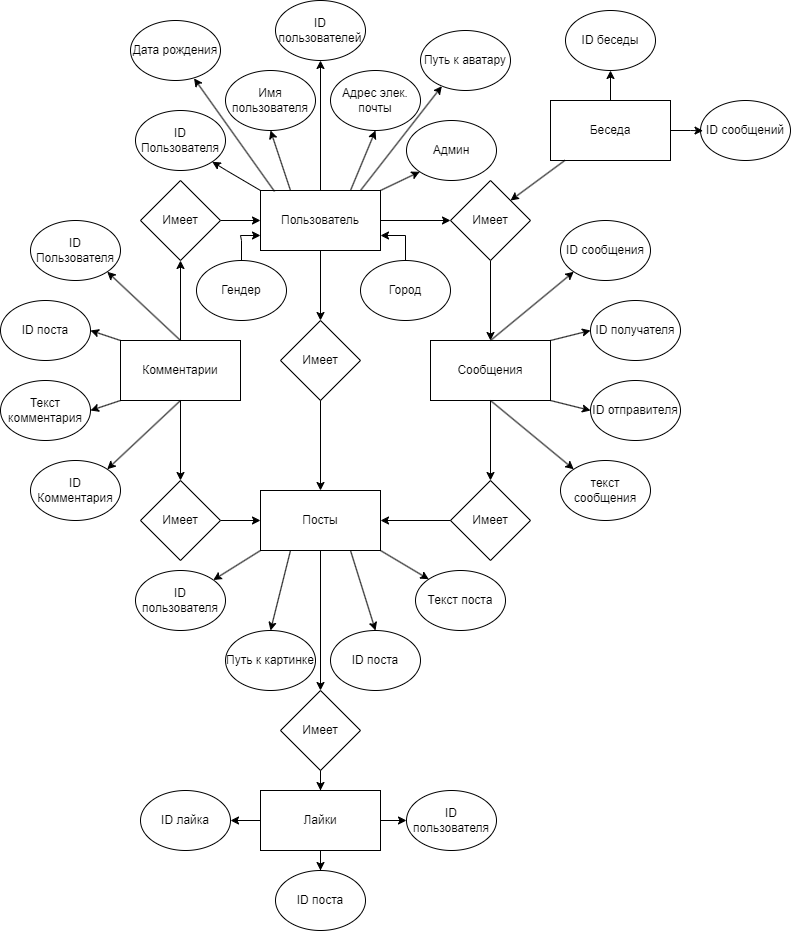 ID
пользователей
Дата рождения
ID беседы
Путь к аватару
Имя
пользователя
Адрес элек.
почты
Беседа
ID сообщений
ID
Пользователя
Админ
Имеет
Пользователь
Имеет
ID
Пользователя
ID сообщения
Гендер
Город
ID поста
ID получателя
Имеет
Комментарии
Сообщения
Текст
комментария
ID отправителя
ID
Комментария
текст
сообщения
Имеет
Посты
Имеет
ID
пользователя
Текст поста
Путь к картинке
ID поста
Имеет
ID лайка
Лайки
ID
пользователя
ID поста